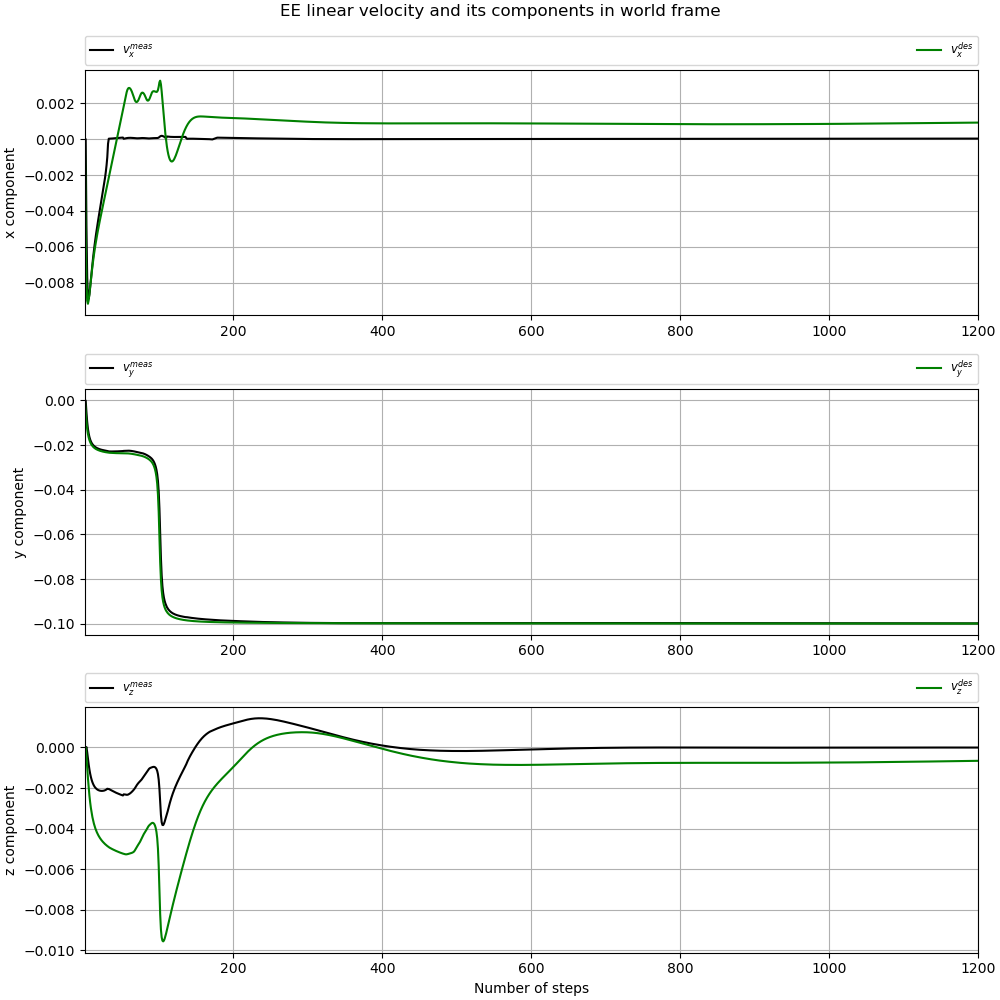 EE linear velocity and its components in world frame
v_x^{meas} v_x^{des}
0.002
0.000
−0.002
−0.004
−0.006
−0.008
x component
200 400 600 800 1000 1200
v_y^{meas} v_y^{des}
0.00
−0.02
−0.04
−0.06
−0.08
−0.10
y component
200 400 600 800 1000 1200
v_z^{meas} v_z^{des}
0.000
−0.002
−0.004
−0.006
−0.008
−0.010
z component
200 400 600 800 1000 1200
Number of steps